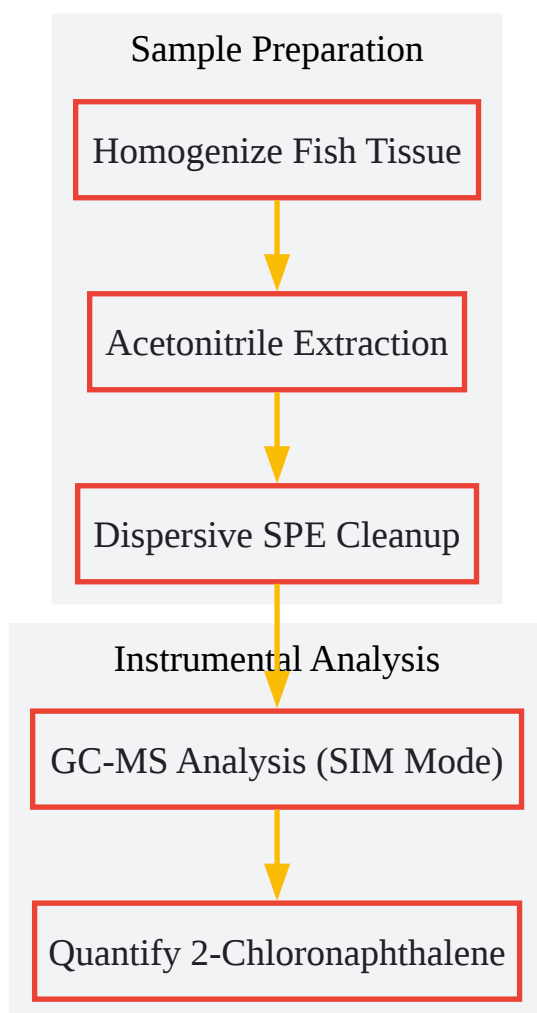 Sample Preparation
Homogenize Fish Tissue
Acetonitrile Extraction
Dispersive SPE Cleanup
Instrumental Analysis
GC-MS Analysis (SIM Mode)
Quantify 2-Chloronaphthalene